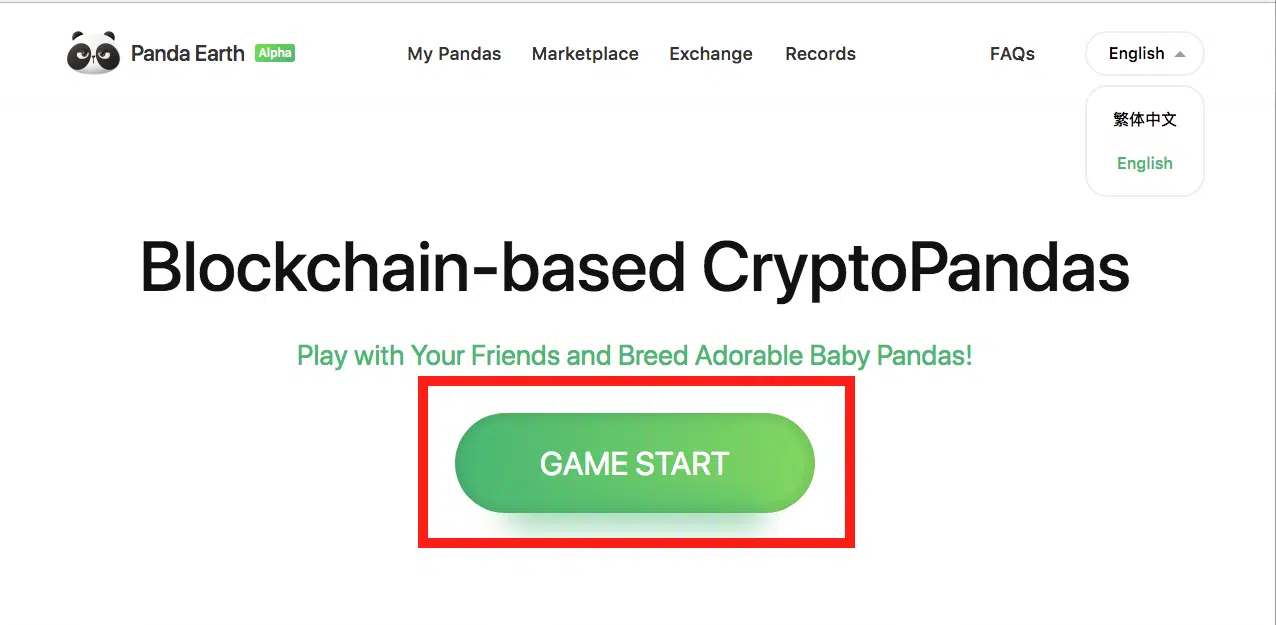 Panda Earth Alpha My Pandas Marketplace Exchange Records FAQs English
繁体中文
English
Blockchain-based CryptoPandas
Play with Your Friends and Breed Adorable Baby Pandas!
GAME START